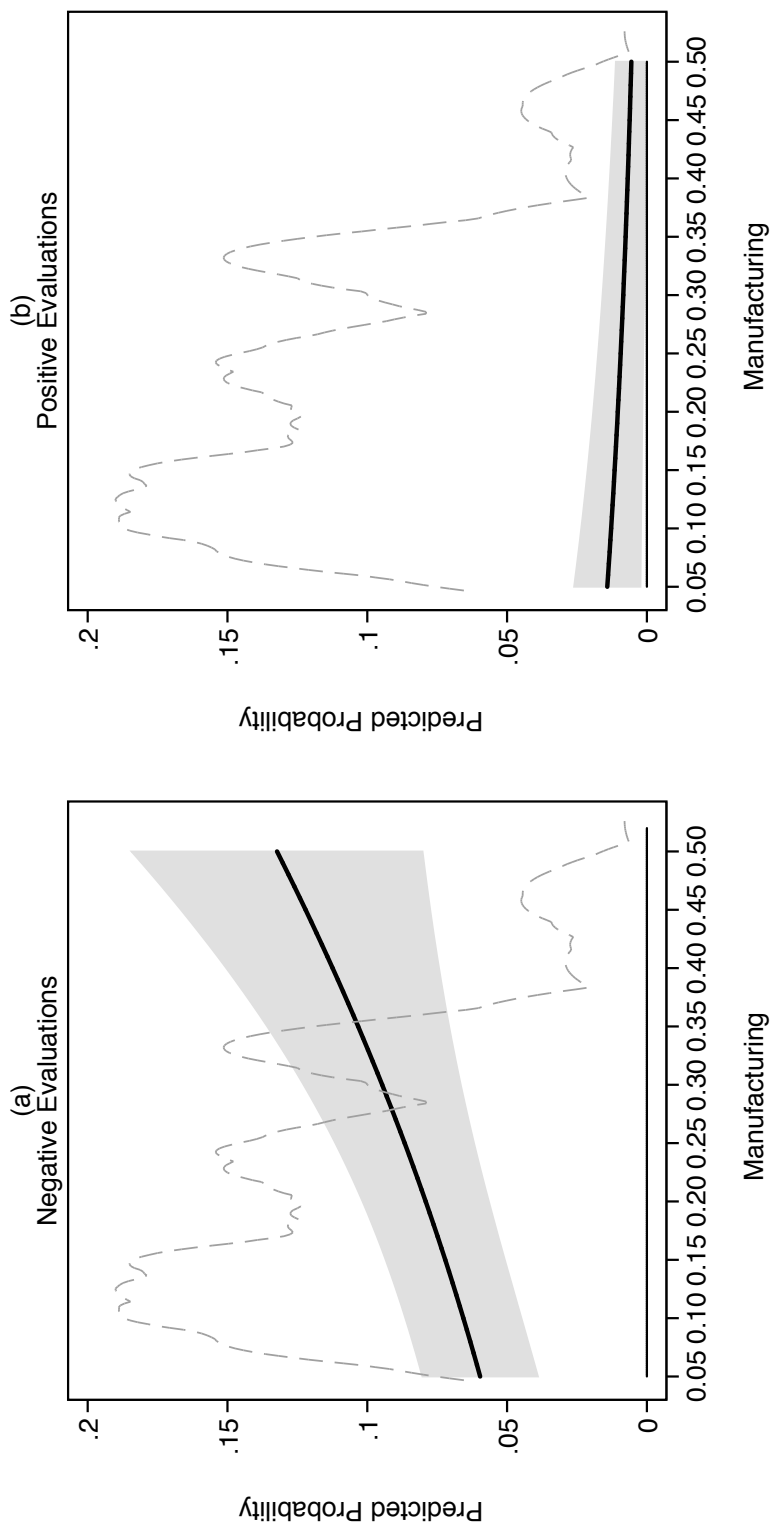 (a)
Negative Evaluations
Predicted Probability
.2
.15
.1
.05
0
0.05 0.10 0.15 0.20 0.25 0.30 0.35 0.40 0.45 0.50
Manufacturing
(b)
Positive Evaluations
Predicted Probability
.2
.15
.1
.05
0
0.05 0.10 0.15 0.20 0.25 0.30 0.35 0.40 0.45 0.50
Manufacturing